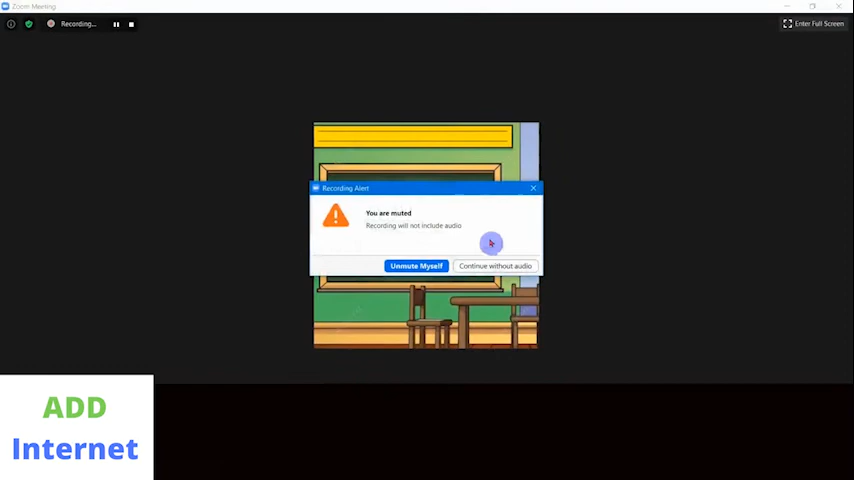 Zoom Meeting
Recording...
Enter Full Screen
Recording Alert
You are muted
Recording will not include audio
Unmute Myself
Continue without audio
ADD
Internet